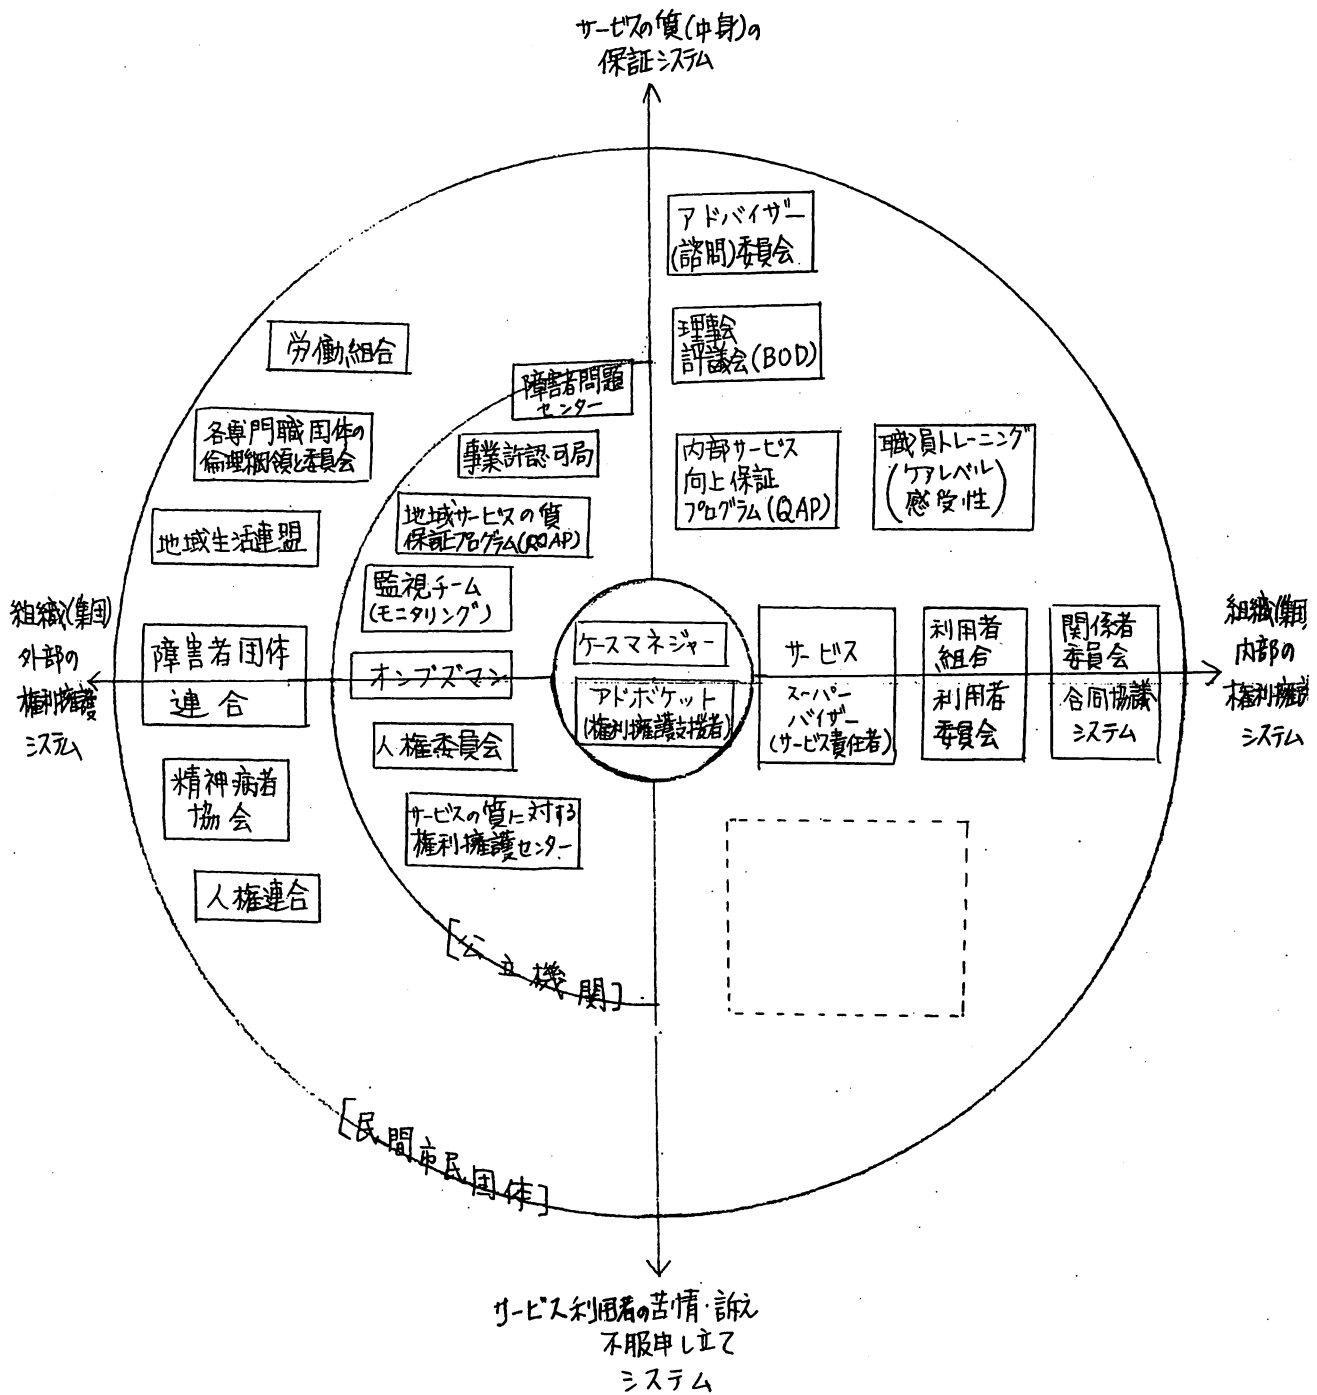 サービスの質(中身)の
保証システム
アドバイザー
(諮問)委員会
理事会
評議会(BOD)
労働組合
障害者問題
センター
各専門職団体の
倫理綱領と委員会
事業許認可局
内部サービス
向上保証
プログラム(QAP)
職員トレーニング
(ケアレベル
感受性)
地域サービスの質
保証プログラム(RQAP)
地域生活連盟
監視チーム
(モニタリング)
組織(集団)
外部の
権利擁護
システム
障害者団体
連合
オンブズマン
ケースマネジャー
アドボケット
(権利擁護支援者)
サービス
スーパー
バイザー
(サービス責任者)
利用者
組合
利用者
委員会
関係者
委員会
合同協議
システム
組織(集団
内部の
権利擁護
システム
人権委員会
精神病者
協会
サービスの質に対する
権利擁護センター
人権連合
[公立機関]
[民間市民団体]
サービス利用者の苦情・訴え
不服申し立て
システム